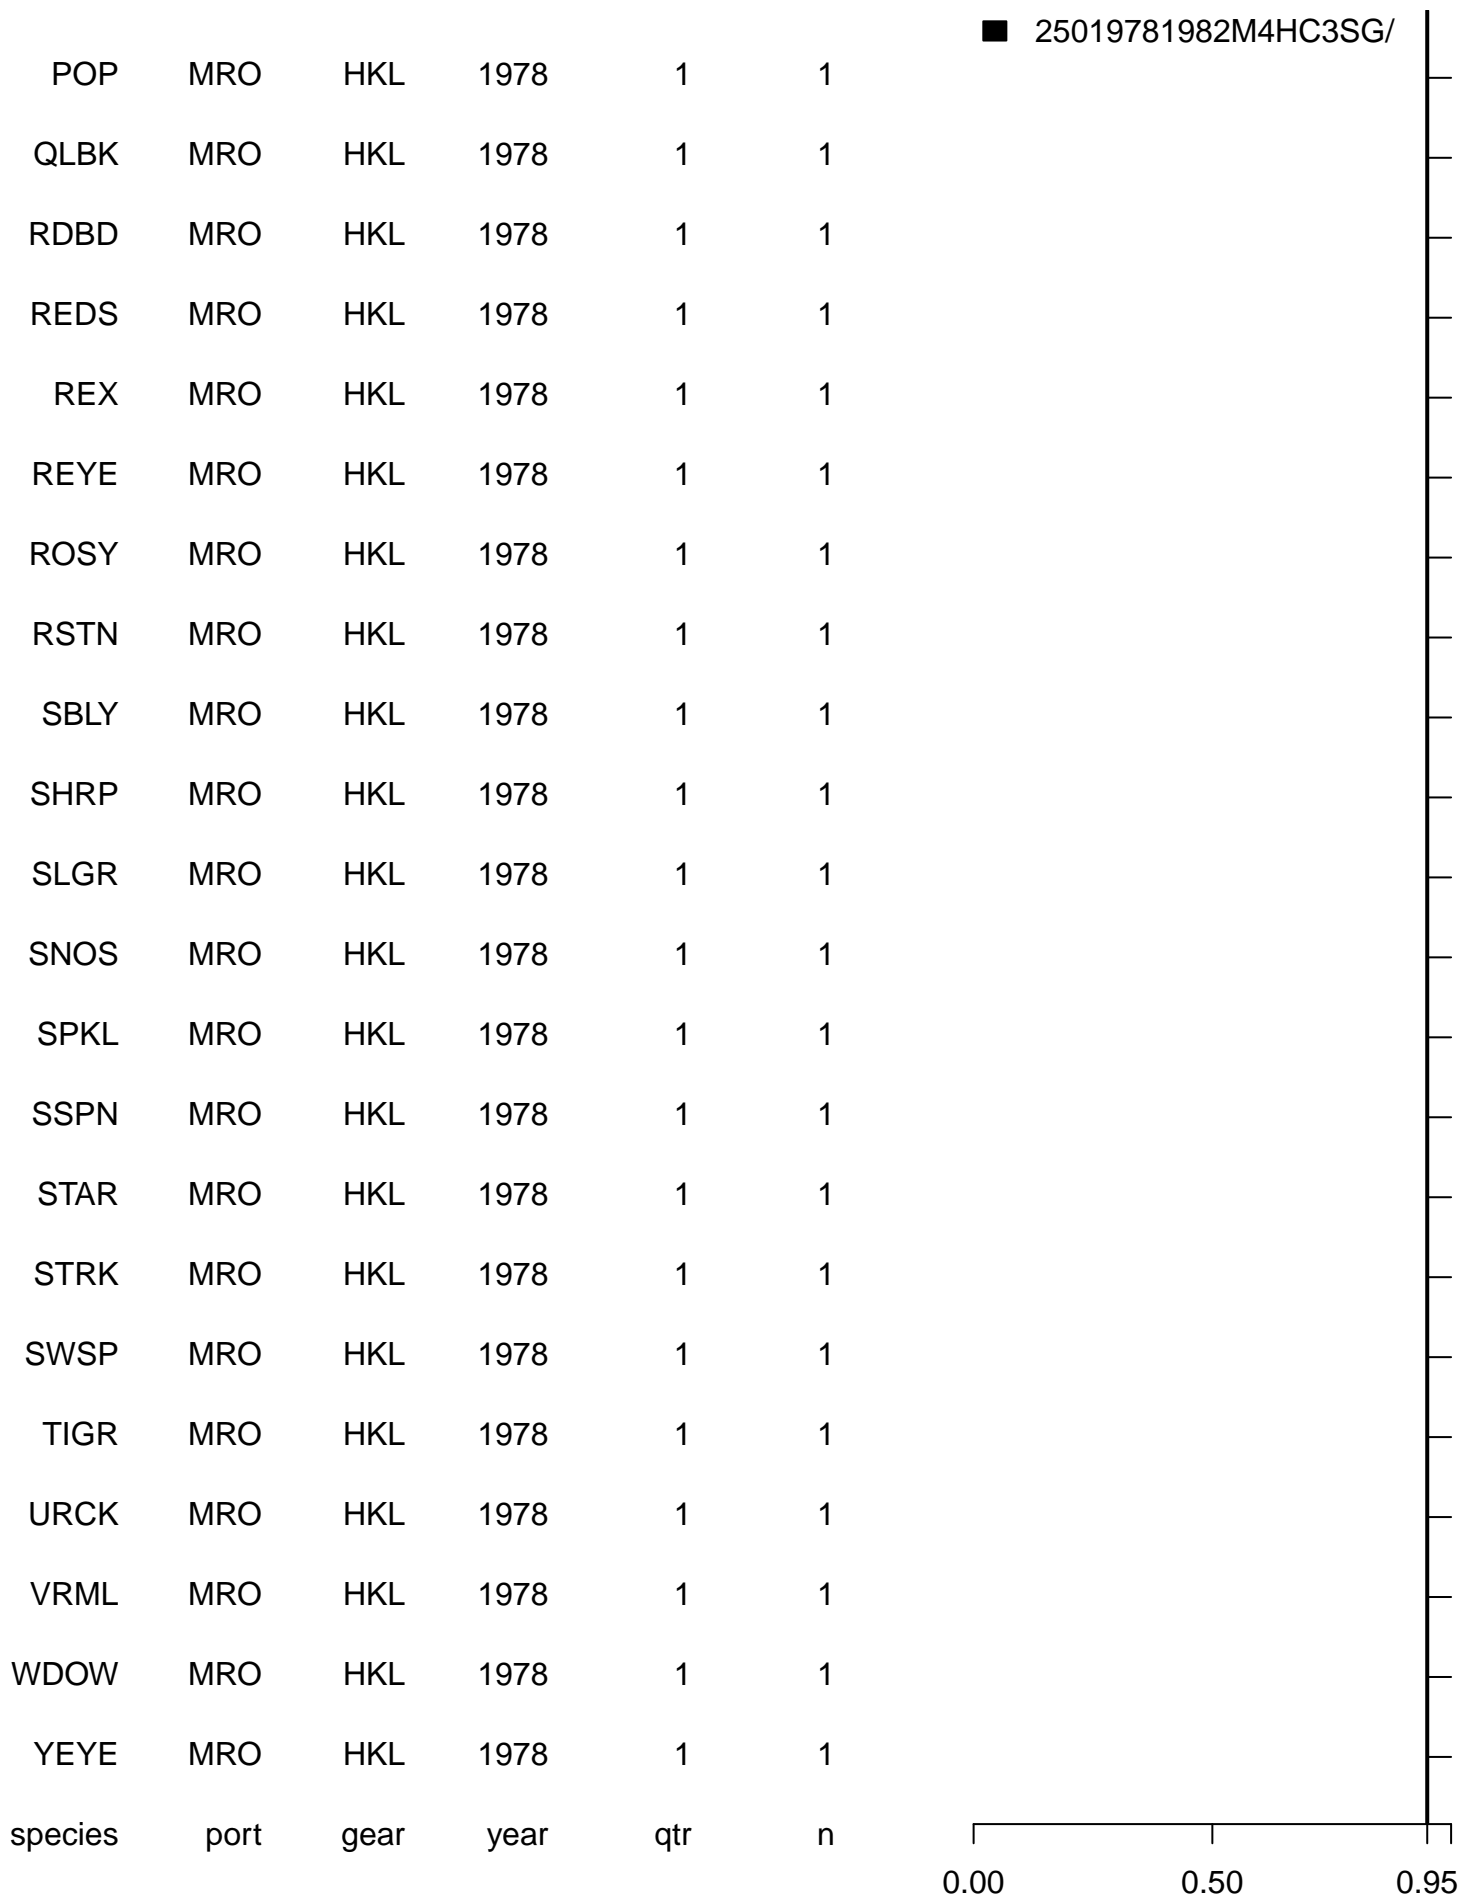 25019781982M4HC3SG/
POP MRO HKL 1978 1 1
QLBK MRO HKL 1978 1 1
RDBD MRO HKL 1978 1 1
REDS MRO HKL 1978 1 1
REX MRO HKL 1978 1 1
REYE MRO HKL 1978 1 1
ROSY MRO HKL 1978 1 1
RSTN MRO HKL 1978 1 1
SBLY MRO HKL 1978 1 1
SHRP MRO HKL 1978 1 1
SLGR MRO HKL 1978 1 1
SNOS MRO HKL 1978 1 1
SPKL MRO HKL 1978 1 1
SSPN MRO HKL 1978 1 1
STAR MRO HKL 1978 1 1
STRK MRO HKL 1978 1 1
SWSP MRO HKL 1978 1 1
TIGR MRO HKL 1978 1 1
URCK MRO HKL 1978 1 1
VRML MRO HKL 1978 1 1
WDOW MRO HKL 1978 1 1
YEYE MRO HKL 1978 1 1
species port gear year qtr n
0.00 0.50 0.95